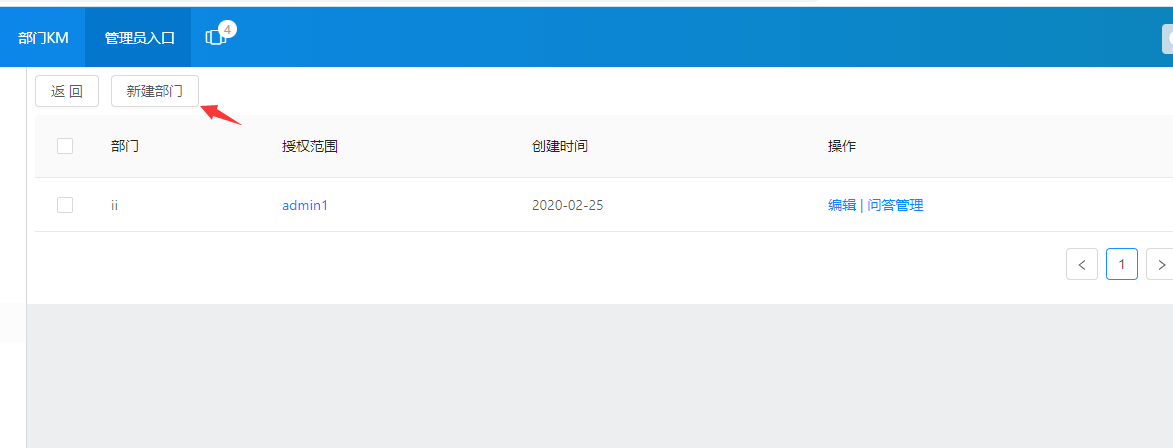 部门KM 管理员入口 4
返 回 新建部门
部门 授权范围 创建时间 操作
ii admin1 2020-02-25 编辑 | 问答管理
< 1 >